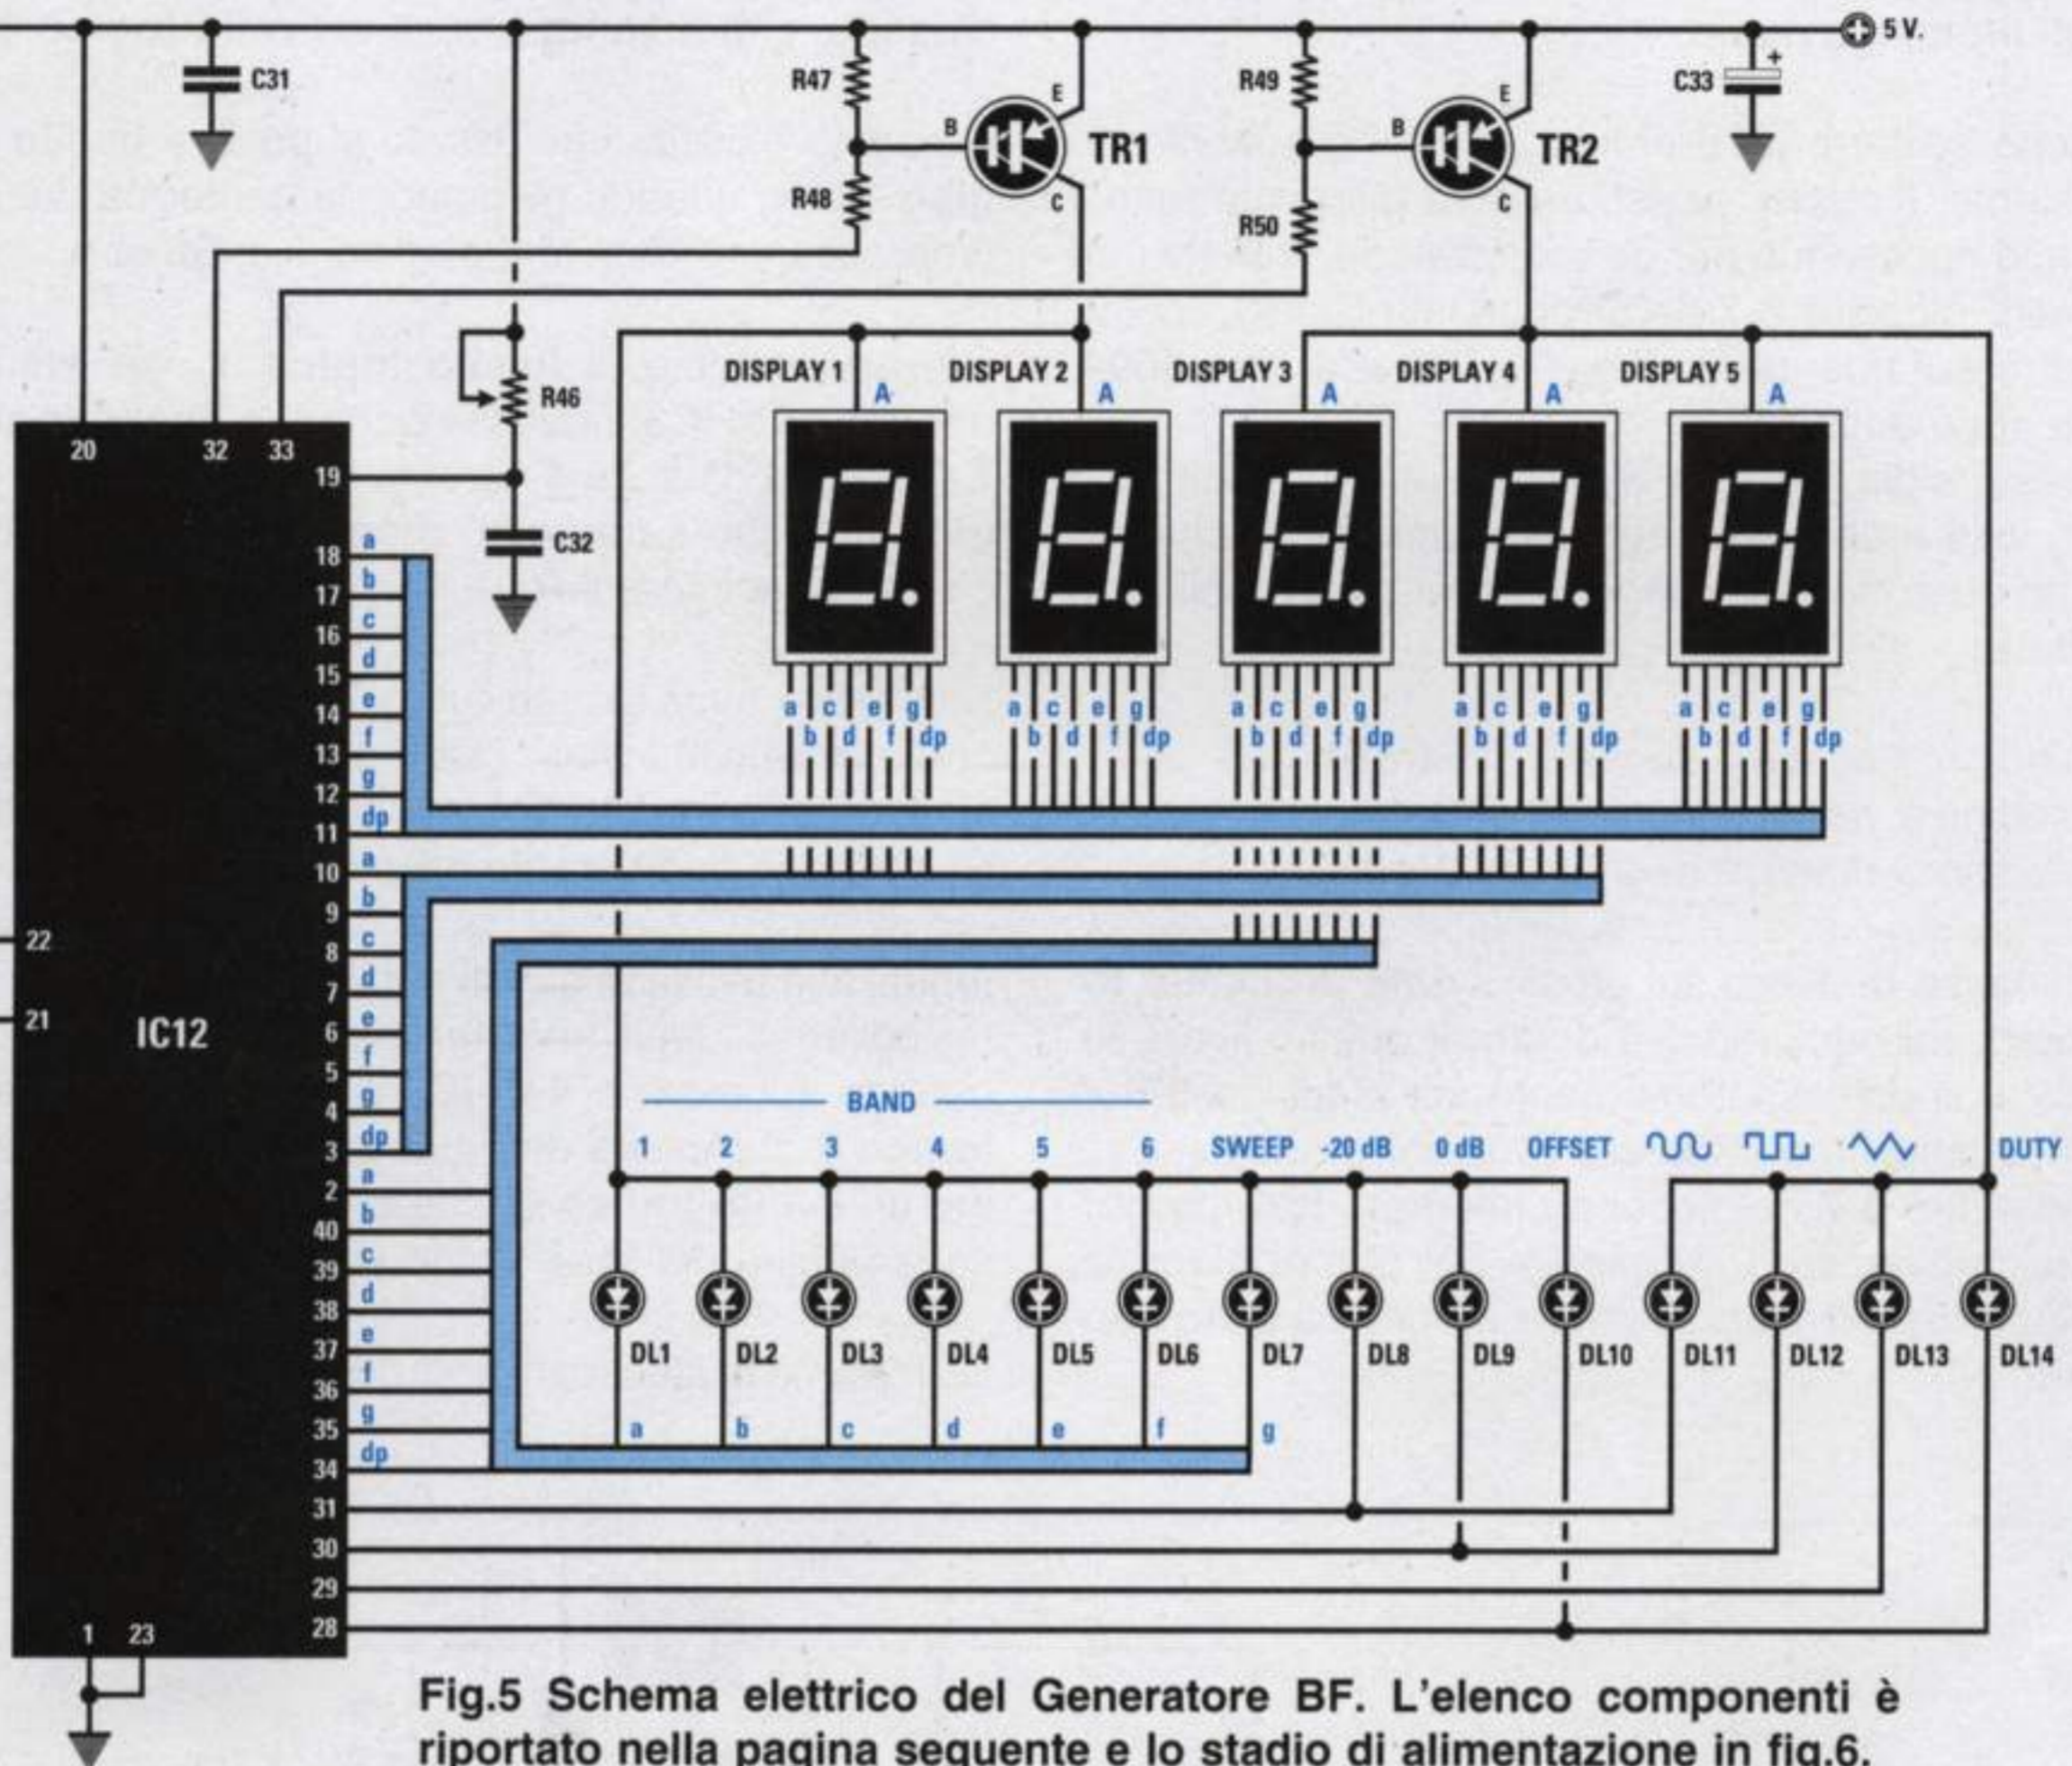 5 V.
C31
R47
E
B
TR1
R49
E
B
TR2
C33
+
R48
C
R50
C
R46
DISPLAY 1
A
DISPLAY 2
A
DISPLAY 3
A
DISPLAY 4
A
DISPLAY 5
A
20
32
33
19
C32
18 a
17 b
16 c
15 d
14 e
13 f
12 g
11 dp
a b c d e f g dp
a b c d e f g dp
a b c d e f g dp
a b c d e f g dp
a b c d e f g dp
10 a
9 b
8 c
7 d
6 e
5 f
4 g
3 dp
22
21
IC12
2 a
40 b
39 c
38 d
37 e
36 f
35 g
34 dp
31
30
29
28
1 23
BAND
1 2 3 4 5 6 SWEEP -20 dB 0 dB OFFSET DUTY
DL1 DL2 DL3 DL4 DL5 DL6 DL7 DL8 DL9 DL10 DL11 DL12 DL13 DL14
a b c d e f g
Fig.5 Schema elettrico del Generatore BF. L'elenco componenti è
riportato nella pagina seguente e lo stadio di alimentazione in fig.6.